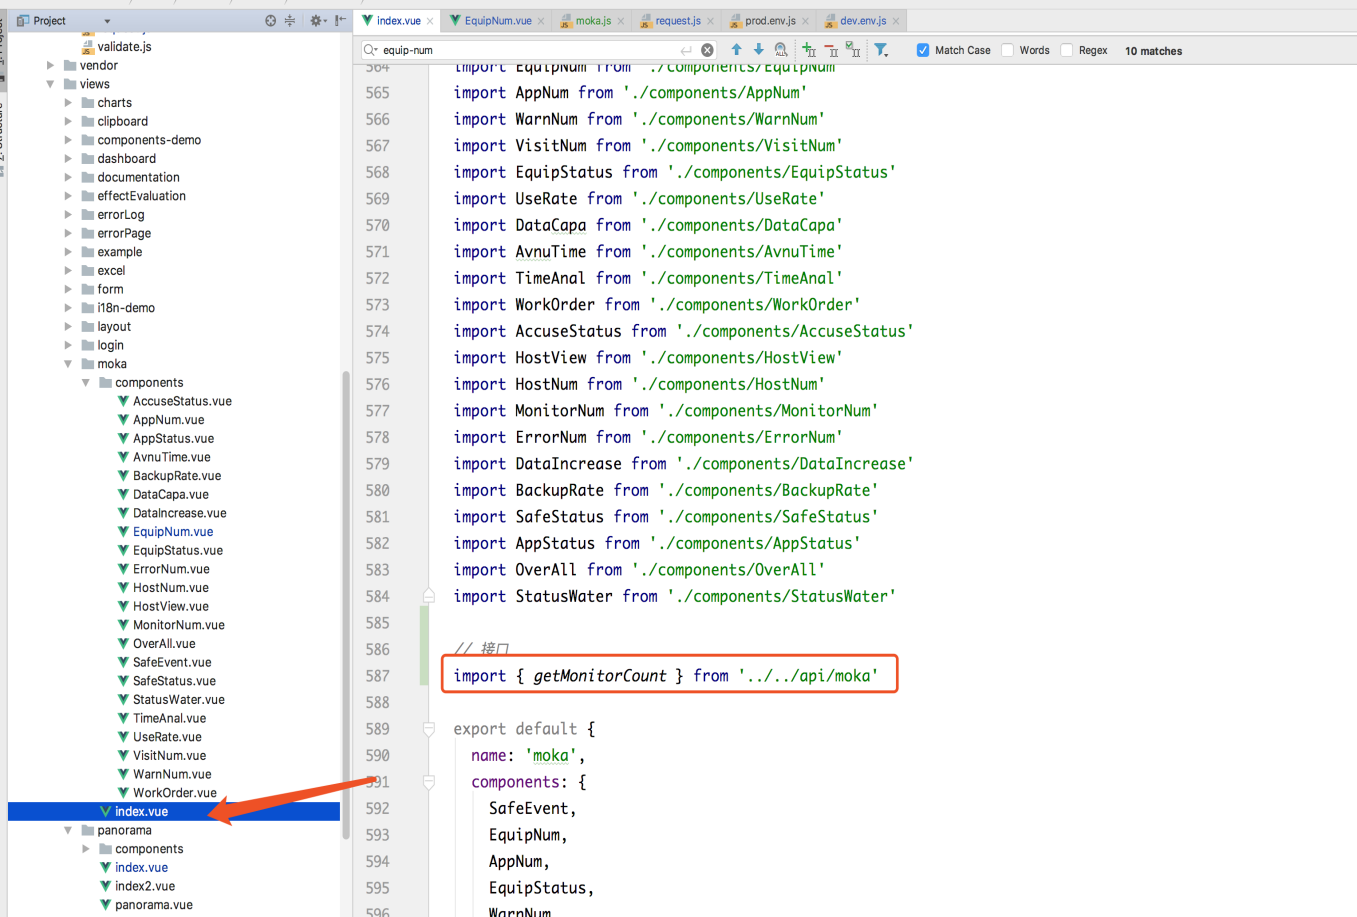 Project
index.vue
EquipNum.vue
moka.js
request.js
prod.env.js
dev.env.js
equip-num
Match Case
Words
Regex
10 matches
validate.js
vendor
views
charts
clipboard
components-demo
dashboard
documentation
effectEvaluation
errorLog
errorPage
example
excel
form
i18n-demo
layout
login
moka
components
AccuseStatus.vue
AppNum.vue
AppStatus.vue
AvnuTime.vue
BackupRate.vue
DataCapa.vue
DataIncrease.vue
EquipNum.vue
EquipStatus.vue
ErrorNum.vue
HostNum.vue
HostView.vue
MonitorNum.vue
OverAll.vue
SafeEvent.vue
SafeStatus.vue
StatusWater.vue
TimeAnal.vue
UseRate.vue
VisitNum.vue
WarnNum.vue
WorkOrder.vue
index.vue
panorama
components
index.vue
index2.vue
panorama.vue
564 import EquipNum from './components/EquipNum'
565 import AppNum from './components/AppNum'
566 import WarnNum from './components/WarnNum'
567 import VisitNum from './components/VisitNum'
568 import EquipStatus from './components/EquipStatus'
569 import UseRate from './components/UseRate'
570 import DataCapa from './components/DataCapa'
571 import AvnuTime from './components/AvnuTime'
572 import TimeAnal from './components/TimeAnal'
573 import WorkOrder from './components/WorkOrder'
574 import AccuseStatus from './components/AccuseStatus'
575 import HostView from './components/HostView'
576 import HostNum from './components/HostNum'
577 import MonitorNum from './components/MonitorNum'
578 import ErrorNum from './components/ErrorNum'
579 import DataIncrease from './components/DataIncrease'
580 import BackupRate from './components/BackupRate'
581 import SafeStatus from './components/SafeStatus'
582 import AppStatus from './components/AppStatus'
583 import OverAll from './components/OverAll'
584 import StatusWater from './components/StatusWater'
585
586 // 接口
587 import { getMonitorCount } from '../../api/moka'
588
589 export default {
590 name: 'moka',
591 components: {
592 SafeEvent,
593 EquipNum,
594 AppNum,
595 EquipStatus,
596 WarnNum